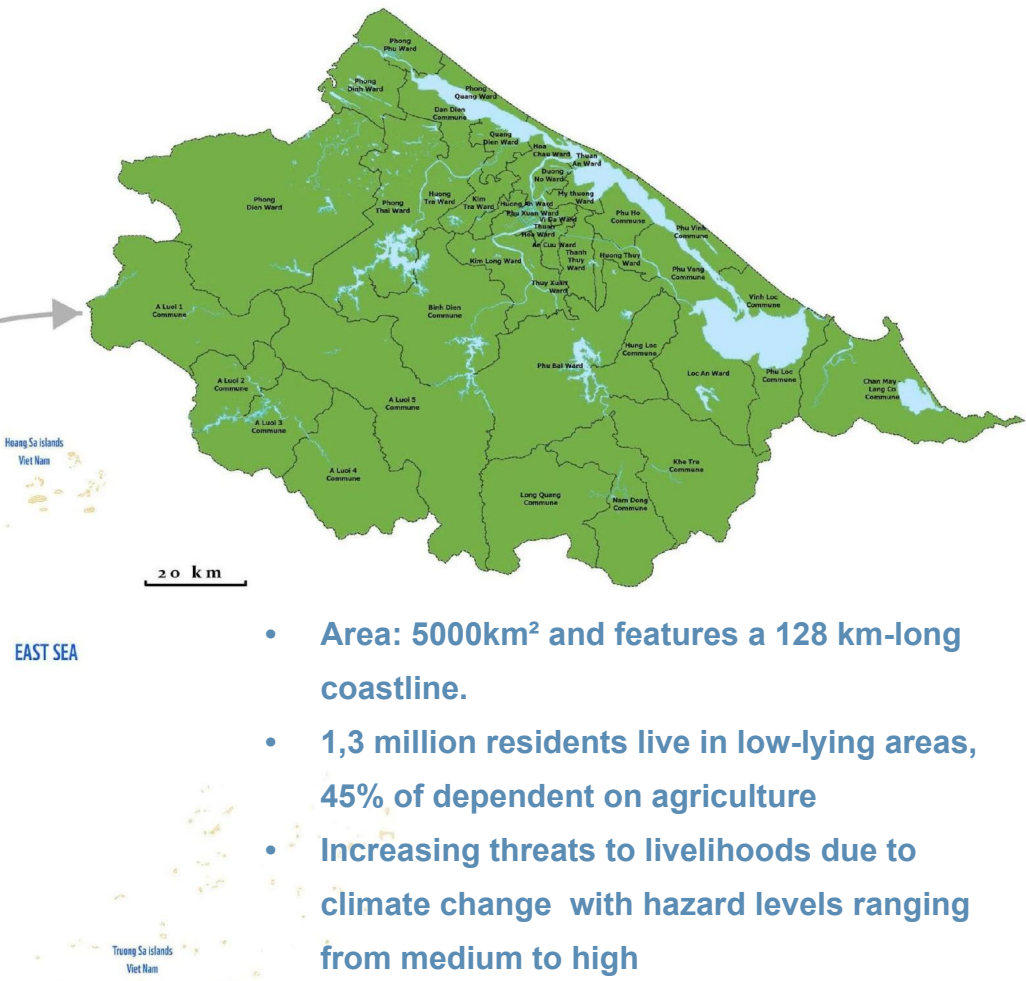 Phong
Phu Ward
Phong
Dinh Ward
Phong
Quang Ward
Dan Dien
Commune
Quang
Dien Ward
Hoa
Chau Ward
Thuan
An Ward
Duong
No Ward
My thuong
Ward
Phong
Dien Ward
Phong
Thai Ward
Huong
Tra Ward
Kim
Tra Ward
Huong An Ward
Phu Xuan Ward
Vi Da Ward
Thuan
Hoa Ward
An Cuu Ward
Phu Ho
Commune
Phu Vinh
Commune
Kim Long Ward
Thanh
Thuy
Ward
Huong Thuy
Ward
Phu Vang
Commune
Thuy Xuan
Ward
Vinh Loc
Commune
A Luoi 1
Commune
Binh Dien
Commune
Hung Loc
Commune
Phu Bai Ward
Loc An Ward
Phu Loc
Commune
Chan May
Lang Co
Commune
A Luoi 2
Commune
A Luoi 5
Commune
A Luoi 3
Commune
A Luoi 4
Commune
Khe Tre
Commune
Long Quang
Commune
Nam Dong
Commune
Hoang Sa islands
Viet Nam
20 km
EAST SEA
• Area: 5000km² and features a 128 km-long
coastline.
• 1,3 million residents live in low-lying areas,
45% of dependent on agriculture
• Increasing threats to livelihoods due to
climate change with hazard levels ranging
from medium to high
Truong Sa islands
Viet Nam